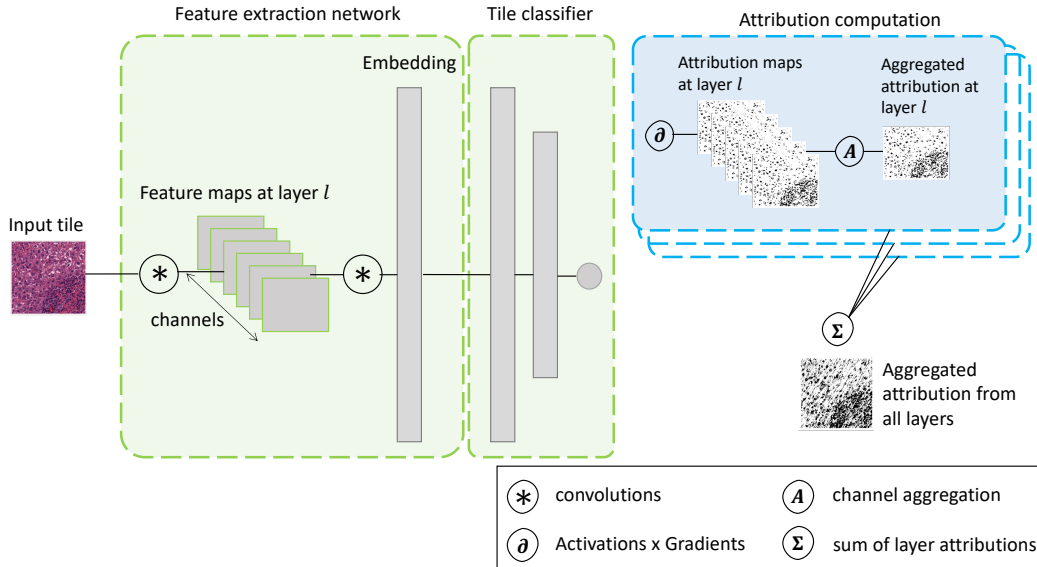 Feature extraction network
Tile classifier
Attribution computation
Embedding
Attribution maps
at layer l
Aggregated
attribution at
layer l
∂
A
Feature maps at layer l
Input tile
*
*
channels
Σ
Aggregated
attribution from
all layers
* convolutions
A channel aggregation
∂ Activations x Gradients
Σ sum of layer attributions